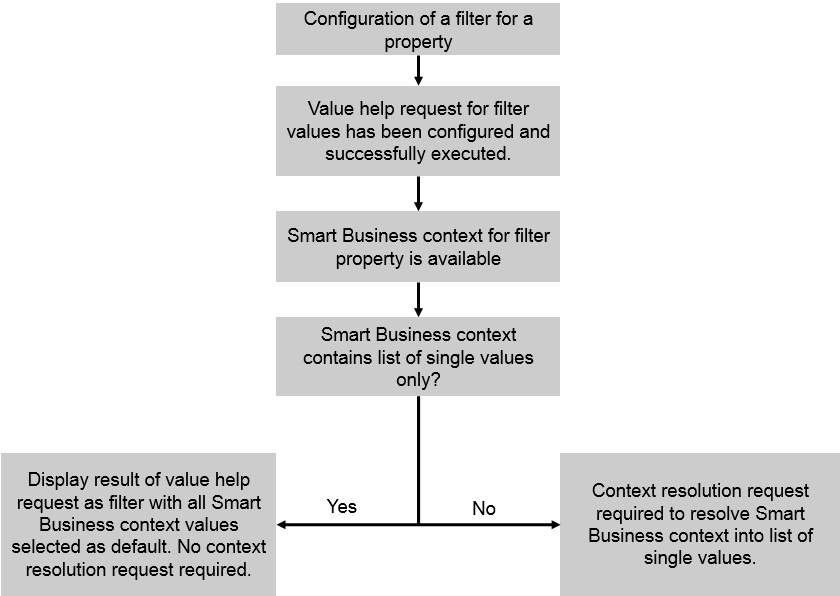 Configuration of a filter for a
property
Value help request for filter
values has been configured and
successfully executed.
Smart Business context for filter
property is available
Smart Business context
contains list of single values
only?
Yes
No
Display result of value help
request as filter with all Smart
Business context values
selected as default. No context
resolution request required.
Context resolution request
required to resolve Smart
Business context into list of
single values.